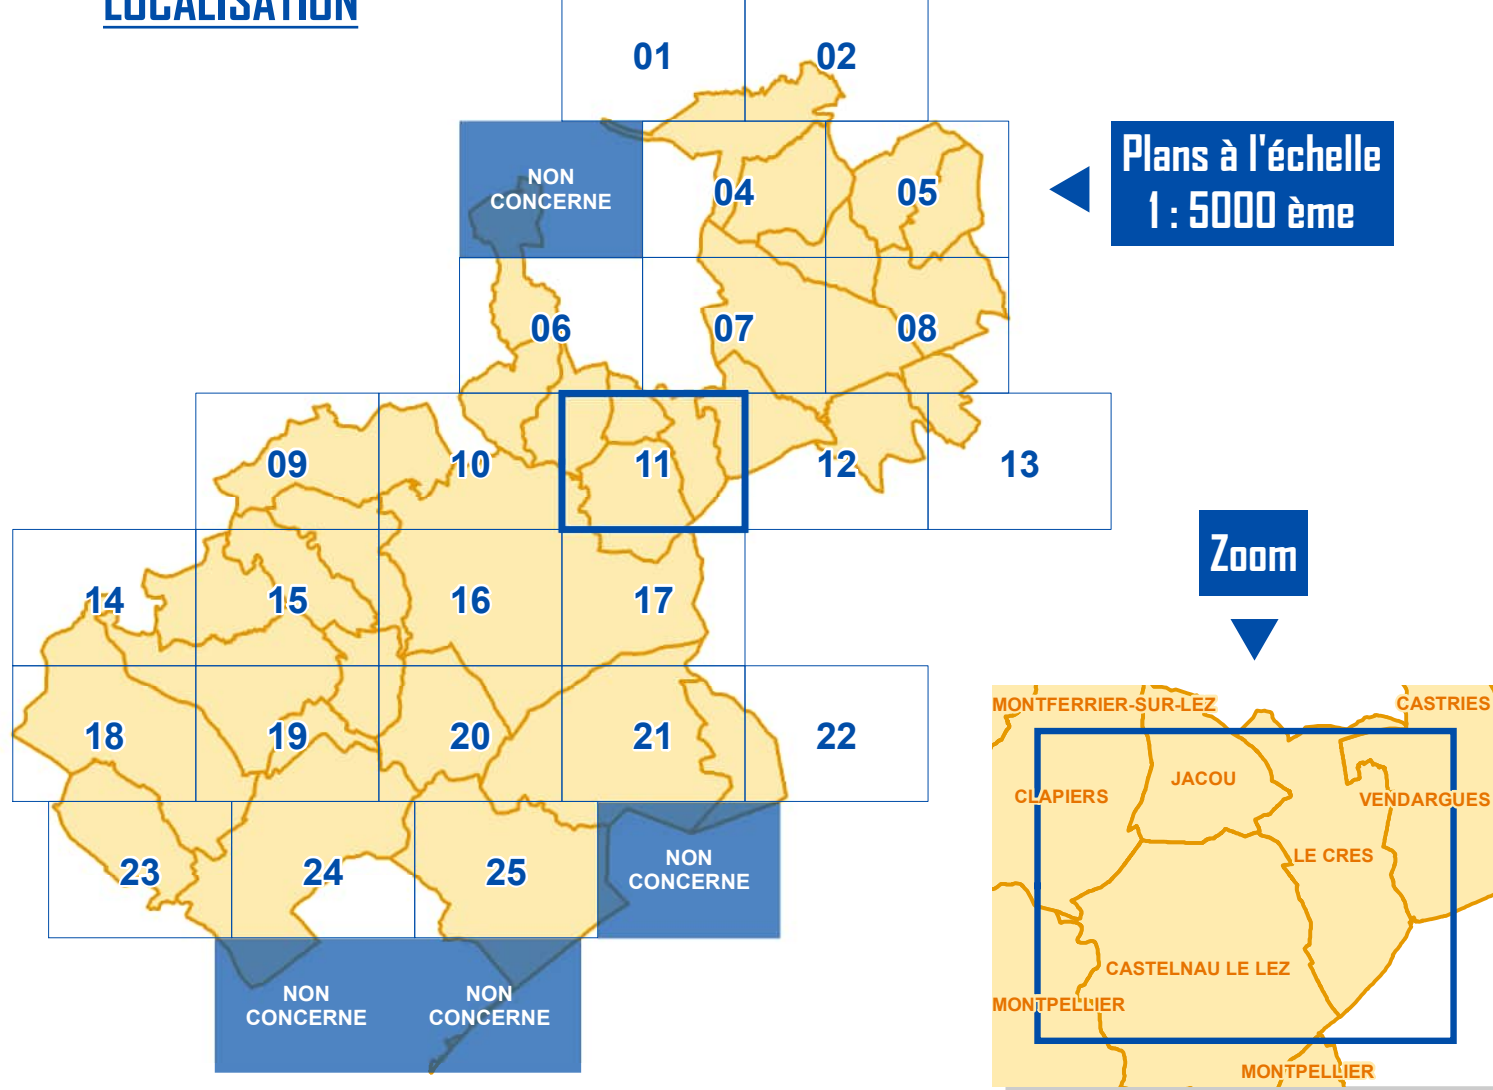 LOCALISATION
01
02
NON
CONCERNE
04
05
Plans à l'échelle
1 : 5000 ème
06
07
08
09
10
11
12
13
14
15
16
17
Zoom
18
19
20
21
22
MONTFERRIER-SUR-LEZ
CASTRIES
JACOU
CLAPIERS
VENDARGUES
LE CRES
CASTELNAU LE LEZ
MONTPELLIER
MONTPELLIER
23
24
25
NON
CONCERNE
NON
CONCERNE
NON
CONCERNE